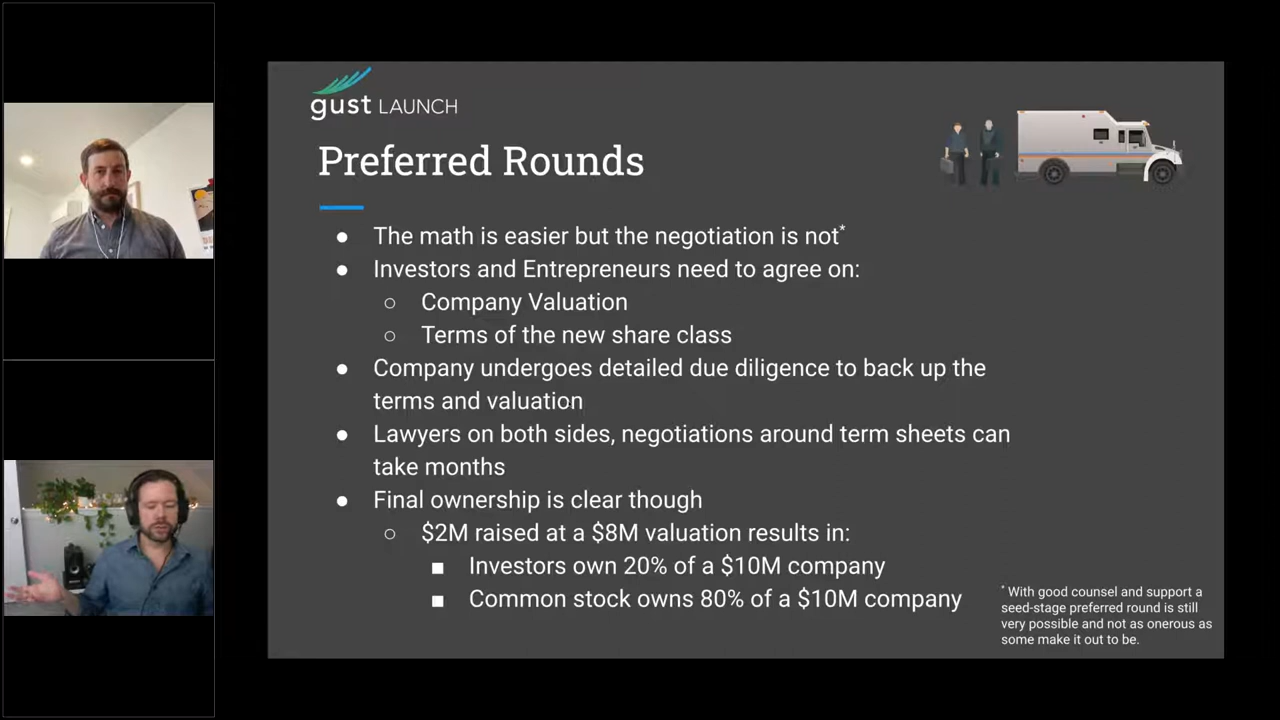 gust LAUNCH
Preferred Rounds
● The math is easier but the negotiation is not*
● Investors and Entrepreneurs need to agree on:
○ Company Valuation
○ Terms of the new share class
● Company undergoes detailed due diligence to back up the
terms and valuation
● Lawyers on both sides, negotiations around term sheets can
take months
● Final ownership is clear though
○ $2M raised at a $8M valuation results in:
■ Investors own 20% of a $10M company
■ Common stock owns 80% of a $10M company
* With good counsel and support a
seed-stage preferred round is still
very possible and not as onerous as
some make it out to be.